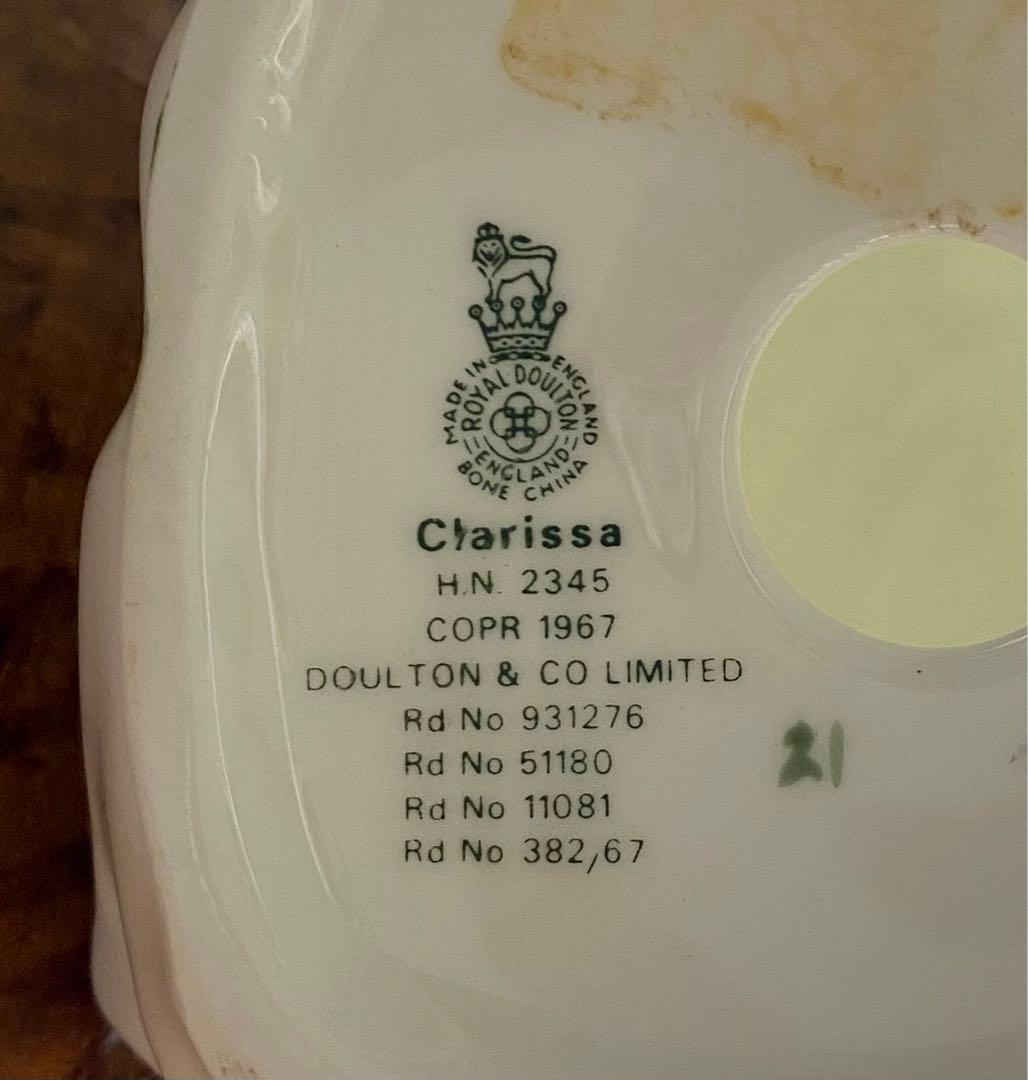 MADE IN ENGLAND
ROYAL DOULTON
ENGLAND
BONE CHINA
Clarissa
H.N. 2345
COPR 1967
DOULTON & CO LIMITED
Rd No 931276
Rd No 51180
Rd No 11081
Rd No 382,67
21